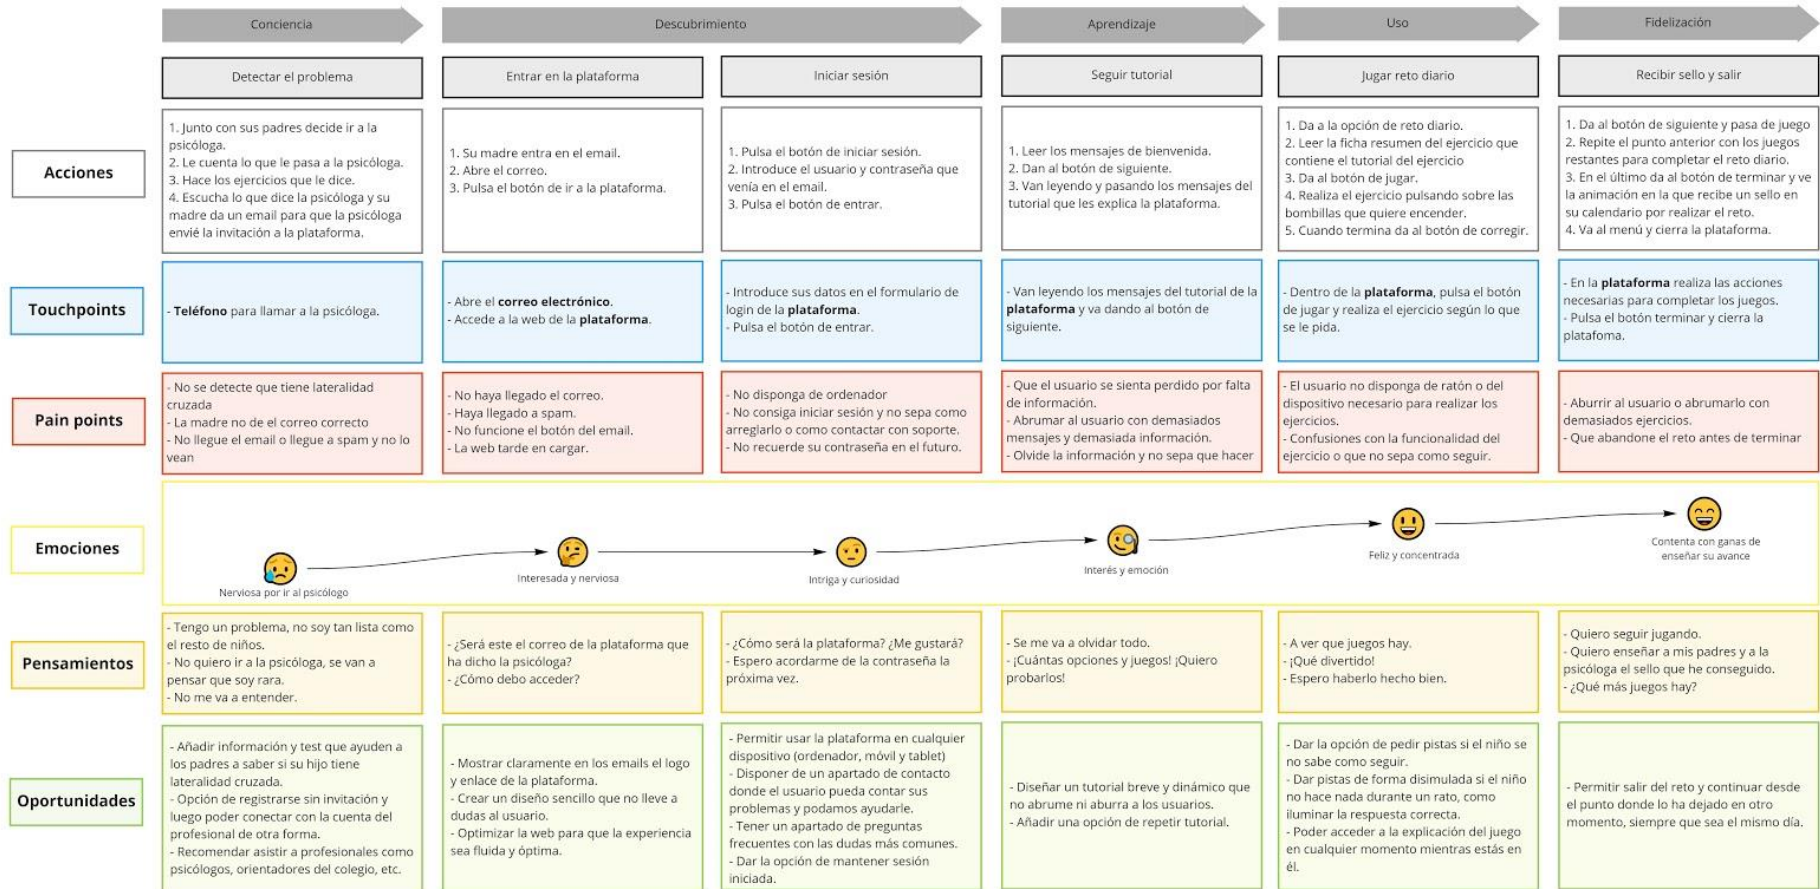 Conciencia
Descubrimiento
Aprendizaje
Uso
Fidelización
Detectar el problema
Entrar en la plataforma
Iniciar sesión
Seguir tutorial
Jugar reto diario
Recibir sello y salir
Acciones
1. Junto con sus padres decide ir a la
psicóloga.
2. Le cuenta lo que le pasa a la psicóloga.
3. Hace los ejercicios que le dice.
4. Escucha lo que dice la psicóloga y su
madre da un email para que la psicóloga
envié la invitación a la plataforma.
1. Su madre entra en el email.
2. Abre el correo.
3. Pulsa el botón de ir a la plataforma.
1. Pulsa el botón de iniciar sesión.
2. Introduce el usuario y contraseña que
venía en el email.
3. Pulsa el botón de entrar.
1. Leer los mensajes de bienvenida.
2. Dan al botón de siguiente.
3. Van leyendo y pasando los mensajes del
tutorial que les explica la plataforma.
1. Da a la opción de reto diario.
2. Leer la ficha resumen del ejercicio que
contiene el tutorial del ejercicio
3. Da al botón de jugar.
4. Realiza el ejercicio pulsando sobre las
bombillas que quiere encender.
5. Cuando termina da al botón de corregir.
1. Da al botón de siguiente y pasa de juego
2. Repite el punto anterior con los juegos
restantes para completar el reto diario.
3. En el último da al botón de terminar y ve
la animación en la que recibe un sello en
su calendario por realizar el reto.
4. Va al menú y cierra la plataforma.
Touchpoints
- Teléfono para llamar a la psicóloga.
- Abre el correo electrónico.
- Accede a la web de la plataforma.
- Introduce sus datos en el formulario de
login de la plataforma.
- Pulsa el botón de entrar.
- Van leyendo los mensajes del tutorial de la
plataforma y va dando al botón de
siguiente.
- Dentro de la plataforma, pulsa el botón
de jugar y realiza el ejercicio según lo que
se le pida.
- En la plataforma realiza las acciones
necesarias para completar los juegos.
- Pulsa el botón terminar y cierra la
platafoma.
Pain points
- No se detecte que tiene lateralidad
cruzada
- La madre no de el correo correcto
- No llegue el email o llegue a spam y no lo
vean
- No haya llegado el correo.
- Haya llegado a spam.
- No funcione el botón del email.
- La web tarde en cargar.
- No disponga de ordenador
- No consiga iniciar sesión y no sepa como
arreglarlo o como contactar con soporte.
- No recuerde su contraseña en el futuro.
- Que el usuario se sienta perdido por falta
de información.
- Abrumar al usuario con demasiados
mensajes y demasiada información.
- Olvide la información y no sepa que hacer
- El usuario no disponga de ratón o del
dispositivo necesario para realizar los
ejercicios.
- Confusiones con la funcionalidad del
ejercicio o que no sepa como seguir.
- Aburrir al usuario o abrumarlo con
demasiados ejercicios.
- Que abandone el reto antes de terminar
Emociones
Nerviosa por ir al psicólogo
Interesada y nerviosa
Intriga y curiosidad
Interés y emoción
Feliz y concentrada
Contenta con ganas de
enseñar su avance
Pensamientos
- Tengo un problema, no soy tan lista como
el resto de niños.
- No quiero ir a la psicóloga, se van a
pensar que soy rara.
- No me va a entender.
- ¿Será este el correo de la plataforma que
ha dicho la psicóloga?
- ¿Cómo debo acceder?
- ¿Cómo será la plataforma? ¿Me gustará?
- Espero acordarme de la contraseña la
próxima vez.
- Se me va a olvidar todo.
- ¡Cuántas opciones y juegos! ¡Quiero
probarlos!
- A ver que juegos hay.
- ¡Qué divertido!
- Espero haberlo hecho bien.
- Quiero seguir jugando.
- Quiero enseñar a mis padres y a la
psicóloga el sello que he conseguido.
- ¿Qué más juegos hay?
Oportunidades
- Añadir información y test que ayuden a
los padres a saber si su hijo tiene
lateralidad cruzada.
- Opción de registrarse sin invitación y
luego poder conectar con la cuenta del
profesional de otra forma.
- Recomendar asistir a profesionales como
psicólogos, orientadores del colegio, etc.
- Mostrar claramente en los emails el logo
y enlace de la plataforma.
- Crear un diseño sencillo que no lleve a
dudas al usuario.
- Optimizar la web para que la experiencia
sea fluida y óptima.
- Permitir usar la plataforma en cualquier
dispositivo (ordenador, móvil y tablet)
- Disponer de un apartado de contacto
donde el usuario pueda contar sus
problemas y podamos ayudarle.
- Tener un apartado de preguntas
frecuentes con las dudas más comunes.
- Dar la opción de mantener sesión
iniciada.
- Diseñar un tutorial breve y dinámico que
no abrume ni aburra a los usuarios.
- Añadir una opción de repetir tutorial.
- Dar la opción de pedir pistas si el niño se
no sabe como seguir.
- Dar pistas de forma disimulada si el niño
no hace nada durante un rato, como
iluminar la respuesta correcta.
- Poder acceder a la explicación del juego
en cualquier momento mientras estás en
él.
- Permitir salir del reto y continuar desde
el punto donde lo ha dejado en otro
momento, siempre que sea el mismo día.